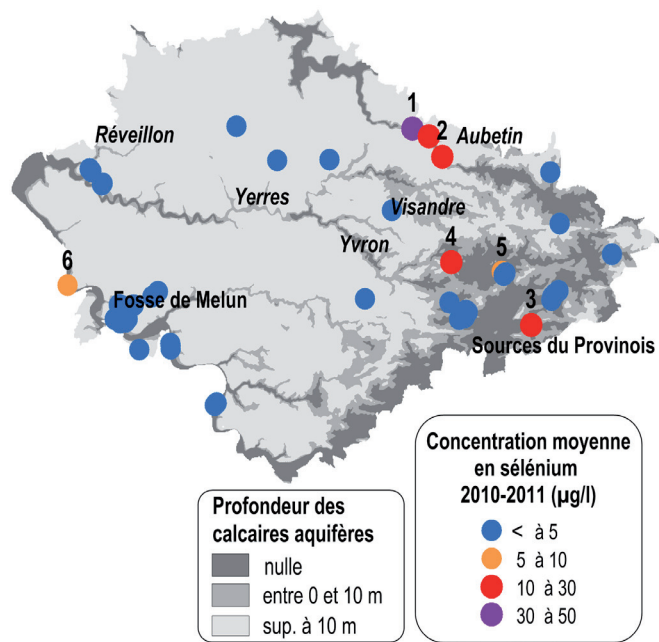 1
2
Réveillon
Aubetin
Yerres
Visandre
Yvron
4
5
6
Fosse de Melun
3
Sources du Provinois
Profondeur des
calcaires aquifères
nulle
entre 0 et 10 m
sup. à 10 m
Concentration moyenne
en sélénium
2010-2011 (µg/l)
< à 5
5 à 10
10 à 30
30 à 50